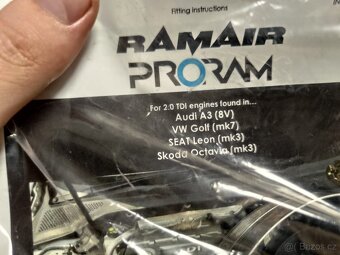 Fitting instructions
IN
RAMAIR
PRORAM
For 2.0 TDI engines found in...
Audi A3 (8V)
VW Golf (mk7)
SEAT Leon (mk3)
Skoda Octavia (mk3)
Bazos.cz